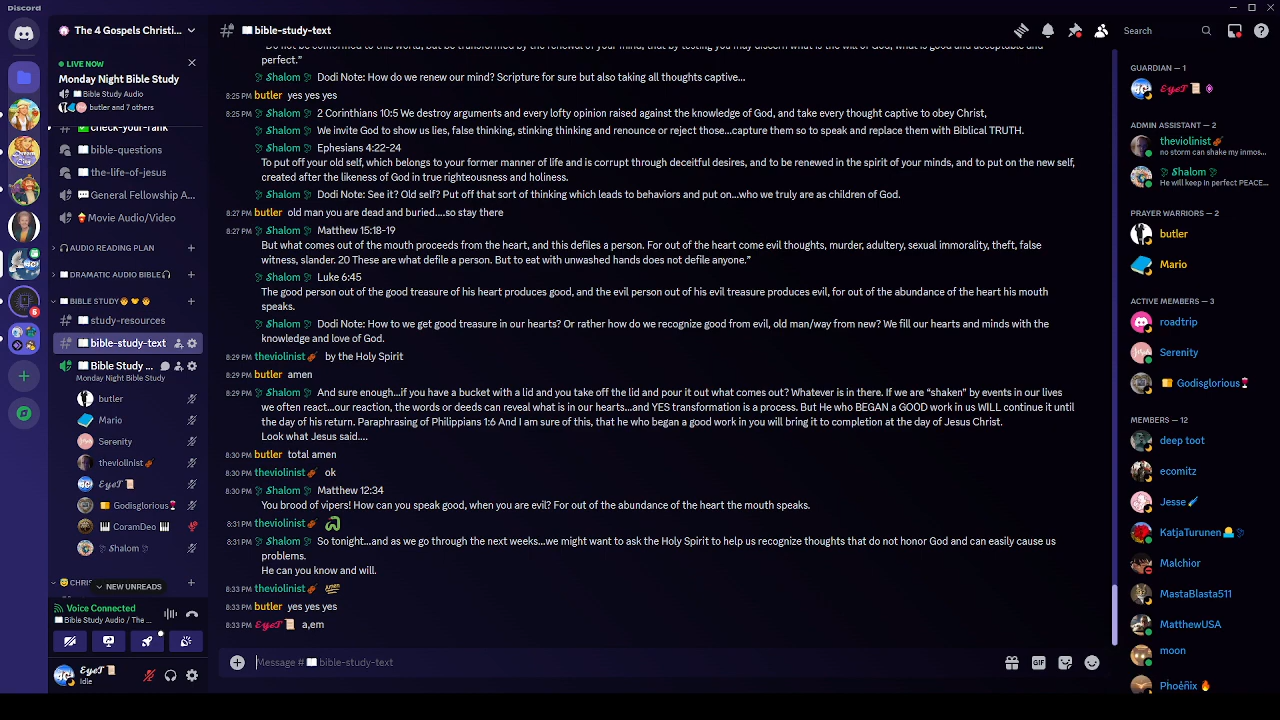 Discord
The 4 Gospels Christi...
LIVE NOW
Monday Night Bible Study
Bible Study Audio
butler and 7 others
check-your-rank
bible-questions
the-life-of-jesus
General Fellowship A...
Movie Audio/Video
AUDIO READING PLAN
DRAMATIC AUDIO BIBLE
BIBLE STUDY
study-resources
bible-study-text
Bible Study ...
Monday Night Bible Study
butler
Mario
Serenity
theviolinist
EyeT
Godisglorious
CoramDeo
Shalom
CHRIS
NEW UNREADS
Voice Connected
Bible Study Audio / The ...
EyeT
Idle
6
bible-study-text
Search
"Do not be conformed to this world, but be transformed by the renewal of your mind, that by testing you may discern what is the will of God, what is good and acceptable and
perfect.”
Shalom Dodi Note: How do we renew our mind? Scripture for sure but also taking all thoughts captive...
8:25 PM butler yes yes yes
8:25 PM Shalom 2 Corinthians 10:5 We destroy arguments and every lofty opinion raised against the knowledge of God, and take every thought captive to obey Christ,
Shalom We invite God to show us lies, false thinking, stinking thinking and renounce or reject those...capture them so to speak and replace them with Biblical TRUTH.
Shalom Ephesians 4:22-24
To put off your old self, which belongs to your former manner of life and is corrupt through deceitful desires, and to be renewed in the spirit of your minds, and to put on the new self,
created after the likeness of God in true righteousness and holiness.
Shalom Dodi Note: See it? Old self? Put off that sort of thinking which leads to behaviors and put on...who we truly are as children of God.
8:27 PM butler old man you are dead and buried....so stay there
8:27 PM Shalom Matthew 15:18-19
But what comes out of the mouth proceeds from the heart, and this defiles a person. For out of the heart come evil thoughts, murder, adultery, sexual immorality, theft, false
witness, slander. 20 These are what defile a person. But to eat with unwashed hands does not defile anyone.”
Shalom Luke 6:45
The good person out of the good treasure of his heart produces good, and the evil person out of his evil treasure produces evil, for out of the abundance of the heart his mouth
speaks.
Shalom Dodi Note: How to we get good treasure in our hearts? Or rather how do we recognize good from evil, old man/way from new? We fill our hearts and minds with the
knowledge and love of God.
8:29 PM theviolinist by the Holy Spirit
8:29 PM butler amen
8:29 PM Shalom And sure enough...if you have a bucket with a lid and you take off the lid and pour it out what comes out? Whatever is in there. If we are “shaken” by events in our lives
we often react...our reaction, the words or deeds can reveal what is in our hearts...and YES transformation is a process. But He who BEGAN a GOOD work in us WILL continue it until
the day of his return. Paraphrasing of Philippians 1:6 And I am sure of this, that he who began a good work in you will bring it to completion at the day of Jesus Christ.
Look what Jesus said....
8:30 PM butler total amen
8:30 PM theviolinist ok
8:30 PM Shalom Matthew 12:34
You brood of vipers! How can you speak good, when you are evil? For out of the abundance of the heart the mouth speaks.
8:31 PM theviolinist
8:31 PM Shalom So tonight...and as we go through the next weeks...we might want to ask the Holy Spirit to help us recognize thoughts that do not honor God and can easily cause us
problems.
He can you know and will.
8:33 PM theviolinist
8:33 PM butler yes yes yes
8:33 PM EyeT a,em
Message # bible-study-text
GIF
GUARDIAN — 1
EyeT
ADMIN ASSISTANT — 2
theviolinist
no storm can shake my inmos...
Shalom
He will keep in perfect PEACE...
PRAYER WARRIORS — 2
butler
Mario
ACTIVE MEMBERS — 3
roadtrip
Serenity
Godisglorious
MEMBERS — 12
deep toot
ecomitz
Jesse
KatjaTurunen
Malchior
MastaBlasta511
MatthewUSA
moon
Phoenix